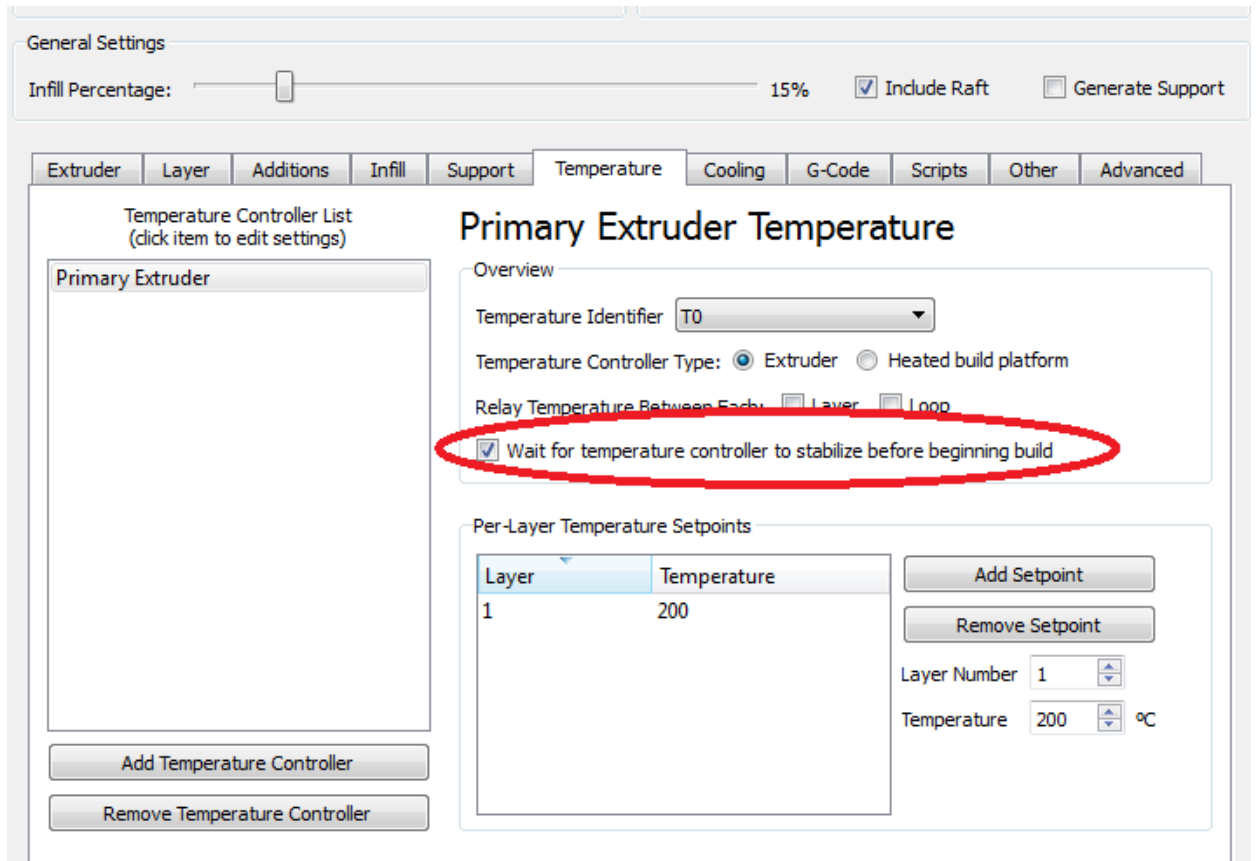 General Settings
Infill Percentage: 15% Include Raft Generate Support
Extruder Layer Additions Infill Support Temperature Cooling G-Code Scripts Other Advanced
Temperature Controller List
(click item to edit settings)
Primary Extruder
Add Temperature Controller
Remove Temperature Controller
Primary Extruder Temperature
Overview
Temperature Identifier T0
Temperature Controller Type: Extruder Heated build platform
Relay Temperature Between Each: Layer Loop
Wait for temperature controller to stabilize before beginning build
Per-Layer Temperature Setpoints
Layer Temperature
1 200
Add Setpoint
Remove Setpoint
Layer Number 1
Temperature 200 ºC